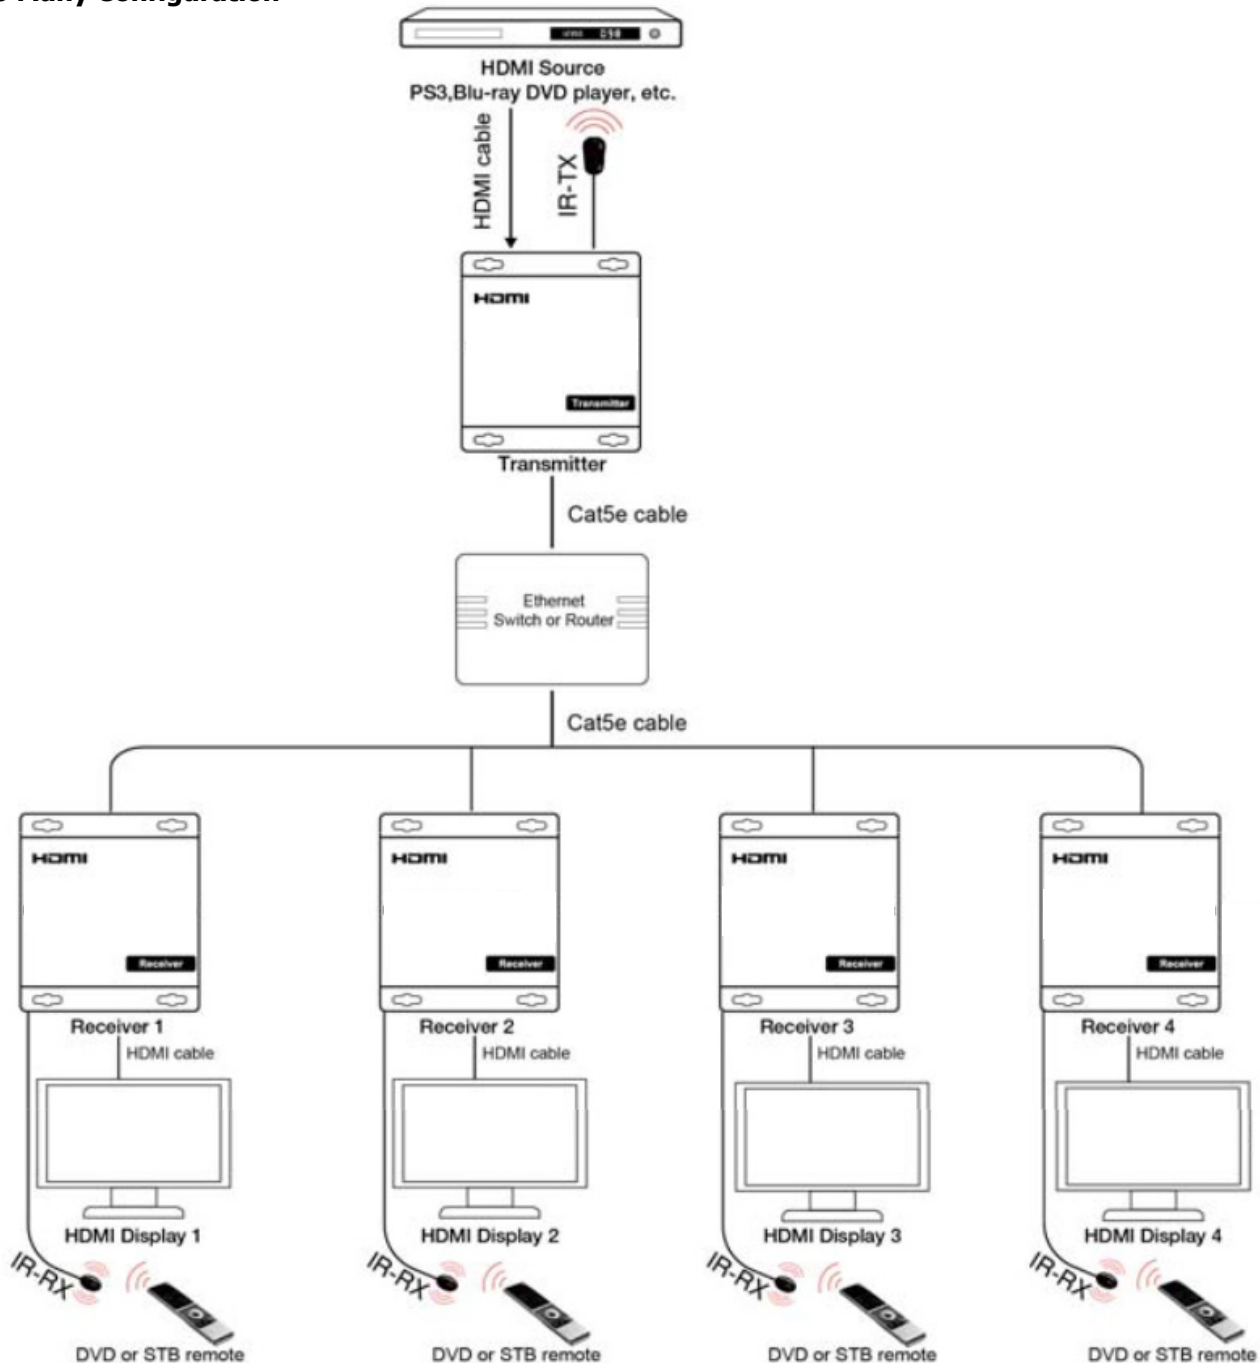 Many Configuration
HDMI Source
PS3,Blu-ray DVD player, etc.
HDMI cable
IR-TX
HDMI
Transmitter
Transmitter
Cat5e cable
Ethernet
Switch or Router
Cat5e cable
HDMI HDMI HDMI HDMI
Receiver Receiver Receiver Receiver
Receiver 1 Receiver 2 Receiver 3 Receiver 4
HDMI cable HDMI cable HDMI cable HDMI cable
HDMI Display 1 HDMI Display 2 HDMI Display 3 HDMI Display 4
IR-RX IR-RX IR-RX IR-RX
DVD or STB remote DVD or STB remote DVD or STB remote DVD or STB remote